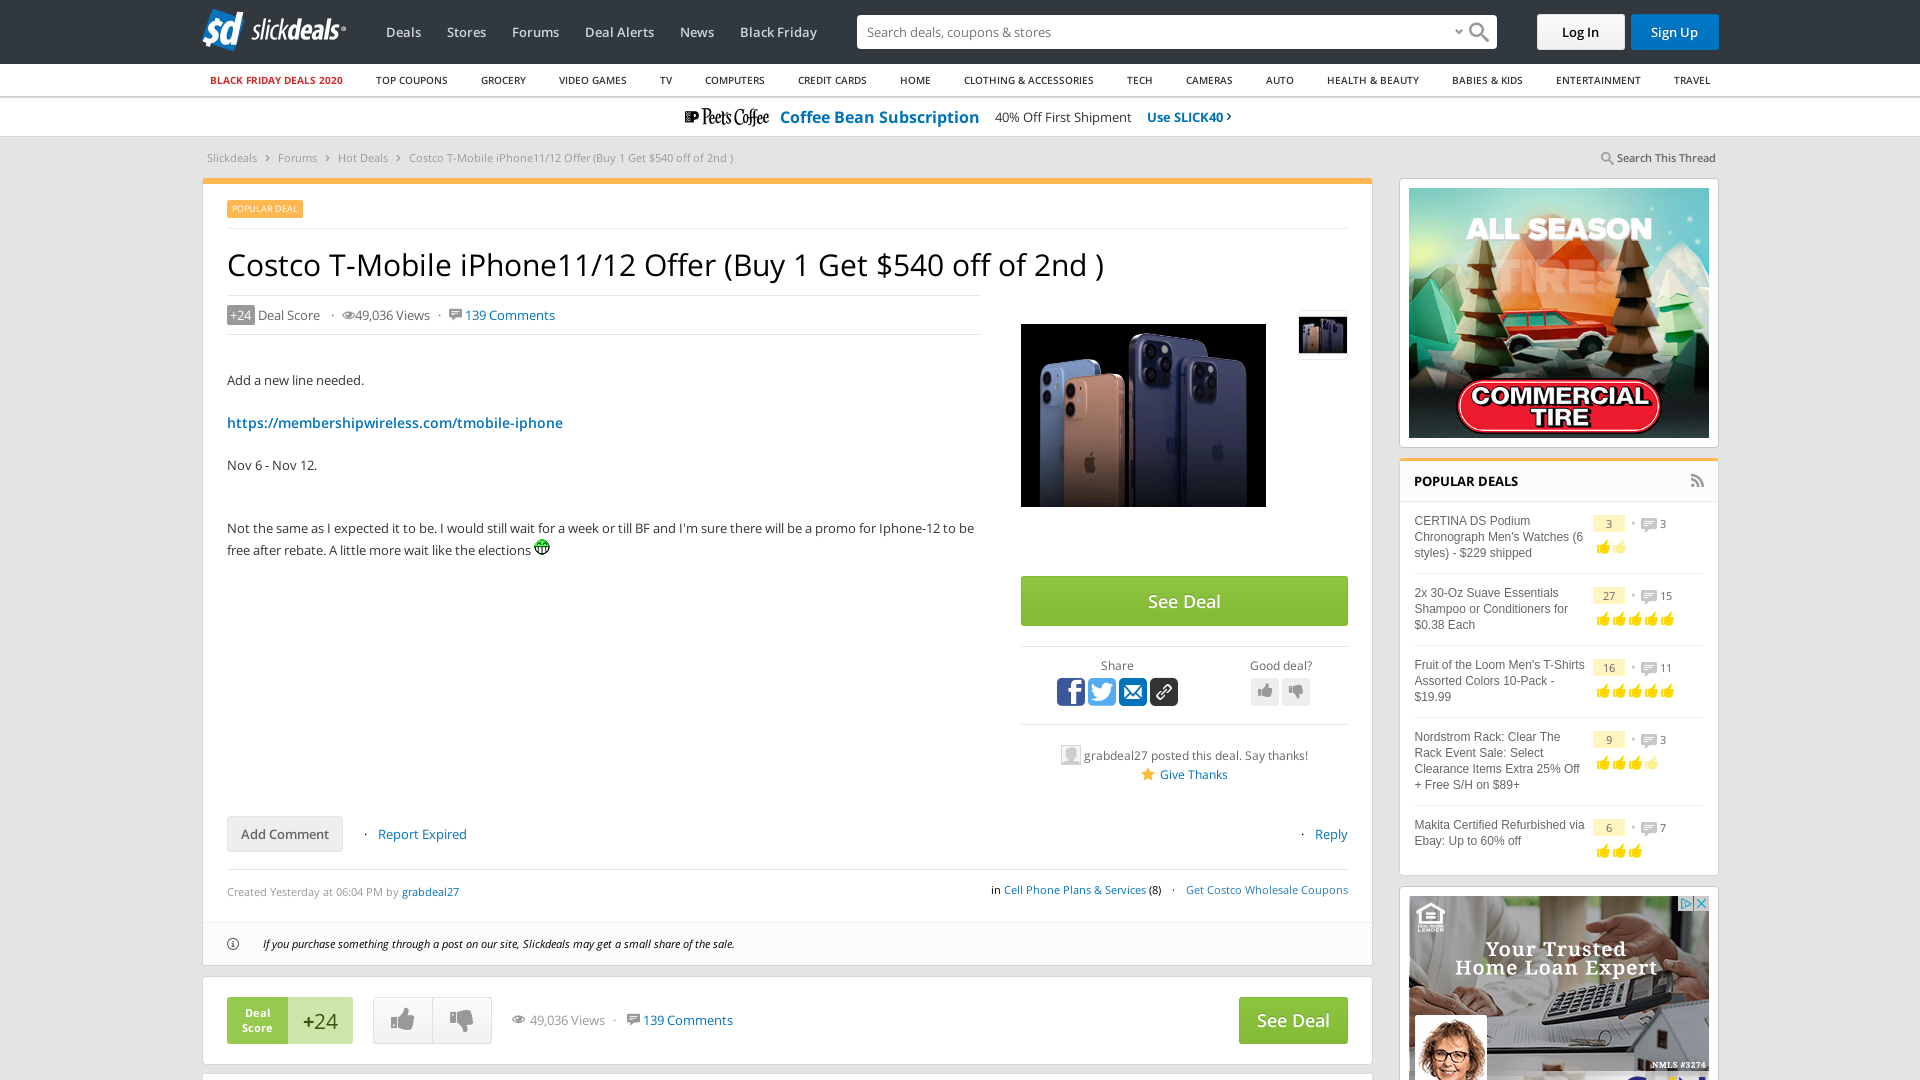 sd slickdeals
Deals
Stores
Forums
Deal Alerts
News
Black Friday
Search deals, coupons & stores
Log In
Sign Up
BLACK FRIDAY DEALS 2020
TOP COUPONS
GROCERY
VIDEO GAMES
TV
COMPUTERS
CREDIT CARDS
HOME
CLOTHING & ACCESSORIES
TECH
CAMERAS
AUTO
HEALTH & BEAUTY
BABIES & KIDS
ENTERTAINMENT
TRAVEL
Peet's Coffee Coffee Bean Subscription 40% Off First Shipment Use SLICK40 ›
Slickdeals › Forums › Hot Deals › Costco T-Mobile iPhone11/12 Offer (Buy 1 Get $540 off of 2nd )
Search This Thread
POPULAR DEAL
Costco T-Mobile iPhone11/12 Offer (Buy 1 Get $540 off of 2nd )
+24 Deal Score · 49,036 Views · 139 Comments
Add a new line needed.
https://membershipwireless.com/tmobile-iphone
Nov 6 - Nov 12.
Not the same as I expected it to be. I would still wait for a week or till BF and I'm sure there will be a promo for Iphone-12 to be
free after rebate. A little more wait like the elections
See Deal
Share
Good deal?
grabdeal27 posted this deal. Say thanks!
Give Thanks
Add Comment · Report Expired
· Reply
Created Yesterday at 06:04 PM by grabdeal27
in Cell Phone Plans & Services (8) · Get Costco Wholesale Coupons
If you purchase something through a post on our site, Slickdeals may get a small share of the sale.
Deal
Score
+24
49,036 Views · 139 Comments
See Deal
ALL SEASON
TIRES
COMMERCIAL
TIRE
POPULAR DEALS
CERTINA DS Podium
Chronograph Men's Watches (6
styles) - $229 shipped
3 • 3
2x 30-Oz Suave Essentials
Shampoo or Conditioners for
$0.38 Each
27 • 15
Fruit of the Loom Men's T-Shirts
Assorted Colors 10-Pack -
$19.99
16 • 11
Nordstrom Rack: Clear The
Rack Event Sale: Select
Clearance Items Extra 25% Off
+ Free S/H on $89+
9 • 3
Makita Certified Refurbished via
Ebay: Up to 60% off
6 • 7
Your Trusted
Home Loan Expert
NMLS #3274